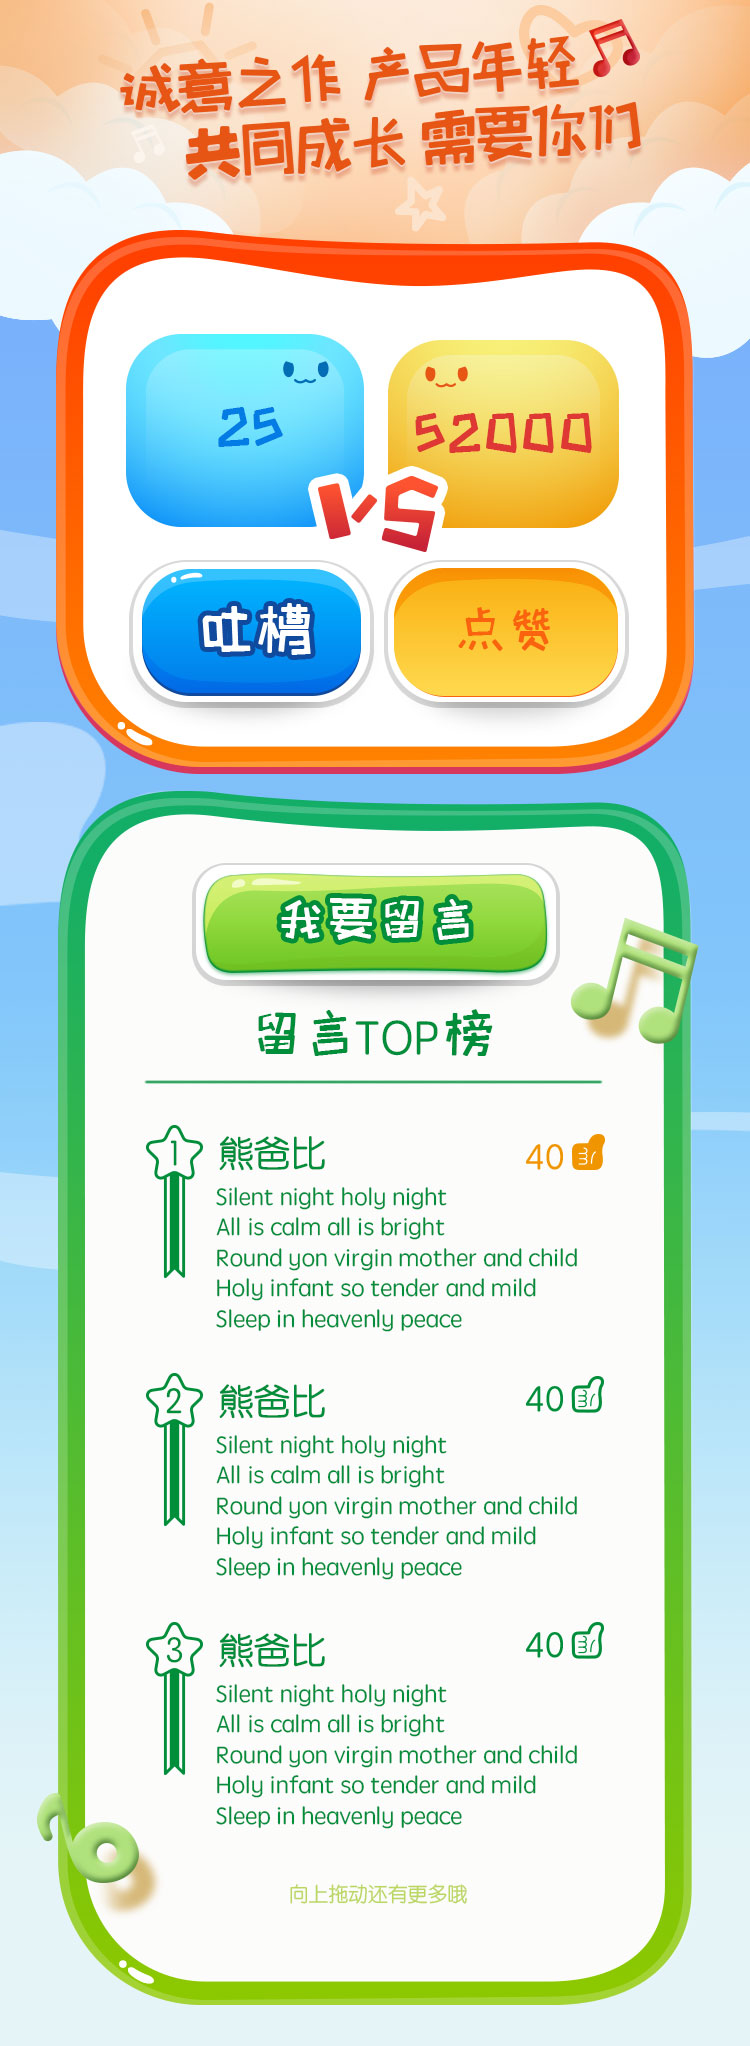 诚意之作 产品年轻
共同成长 需要你们
25
52000
VS
吐槽
点赞
我要留言
留言TOP榜
1 熊爸比 40
Silent night holy night
All is calm all is bright
Round yon virgin mother and child
Holy infant so tender and mild
Sleep in heavenly peace
2 熊爸比 40
Silent night holy night
All is calm all is bright
Round yon virgin mother and child
Holy infant so tender and mild
Sleep in heavenly peace
3 熊爸比 40
Silent night holy night
All is calm all is bright
Round yon virgin mother and child
Holy infant so tender and mild
Sleep in heavenly peace
向上拖动还有更多哦